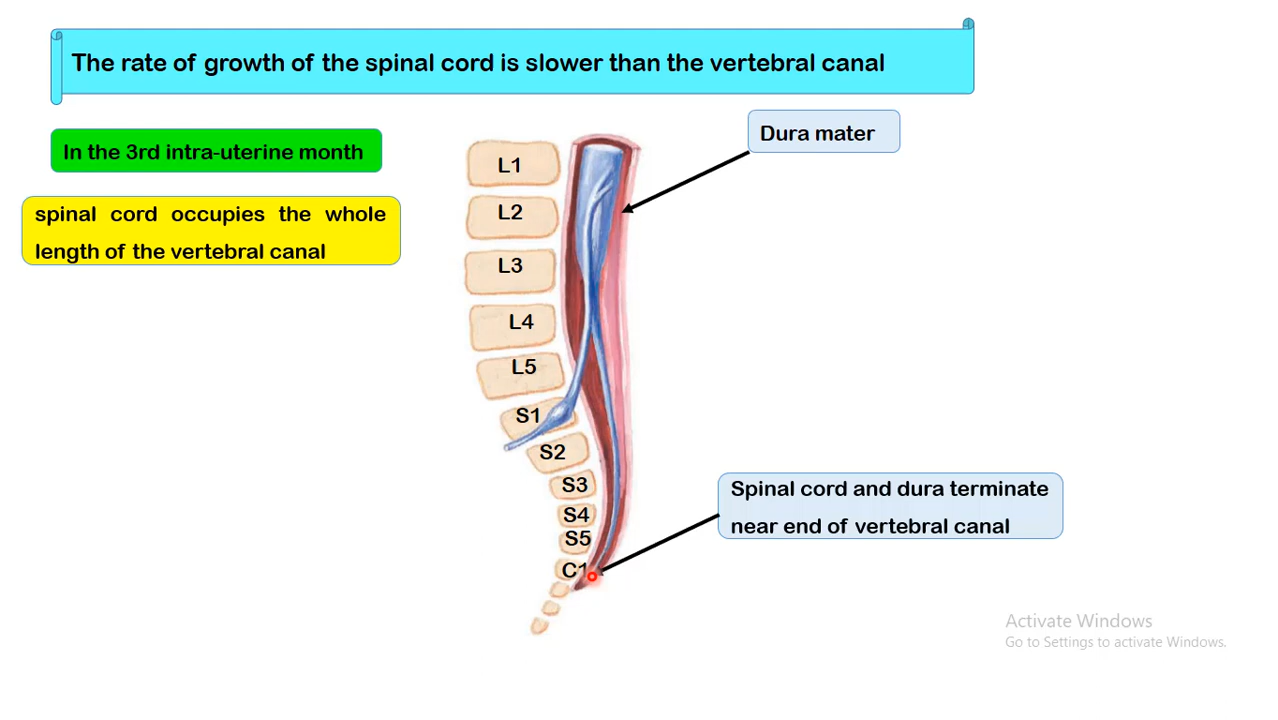 The rate of growth of the spinal cord is slower than the vertebral canal
Dura mater
In the 3rd intra-uterine month
spinal cord occupies the whole
length of the vertebral canal
L1
L2
L3
L4
L5
S1
S2
S3
S4
S5
C1
Spinal cord and dura terminate
near end of vertebral canal
Activate Windows
Go to Settings to activate Windows.